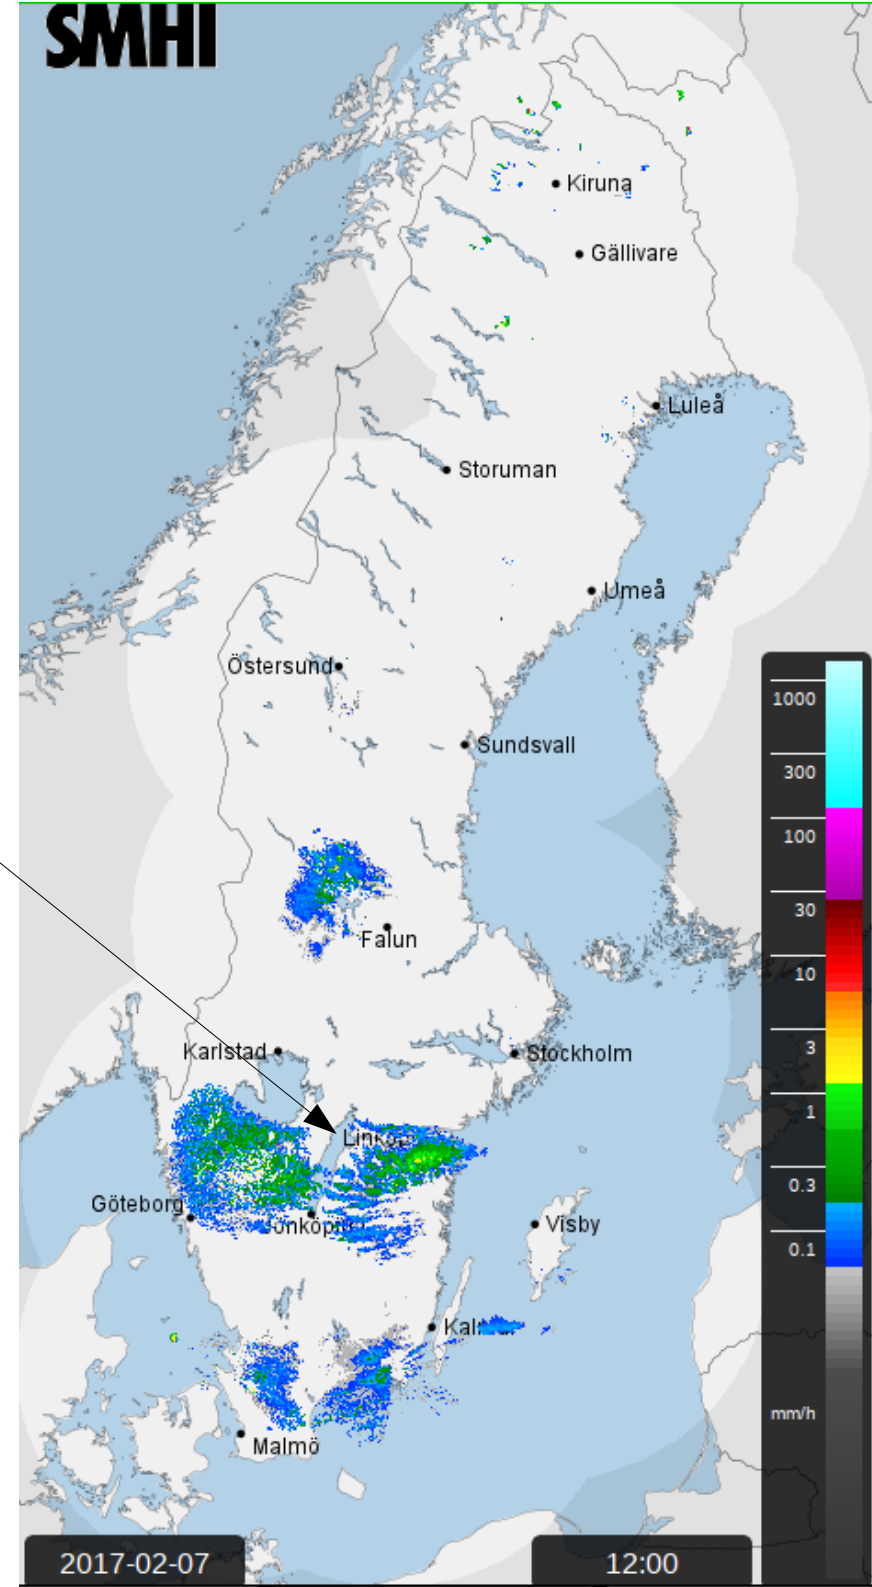 SMHI
Kiruna
Gällivare
Luleå
Storuman
Umeå
Östersund
Sundsvall
1000
300
100
30
10
3
1
0.3
0.1
mm/h
Falun
Karlstad
Stockholm
Göteborg
Visby
Malmö
2017-02-07
12:00